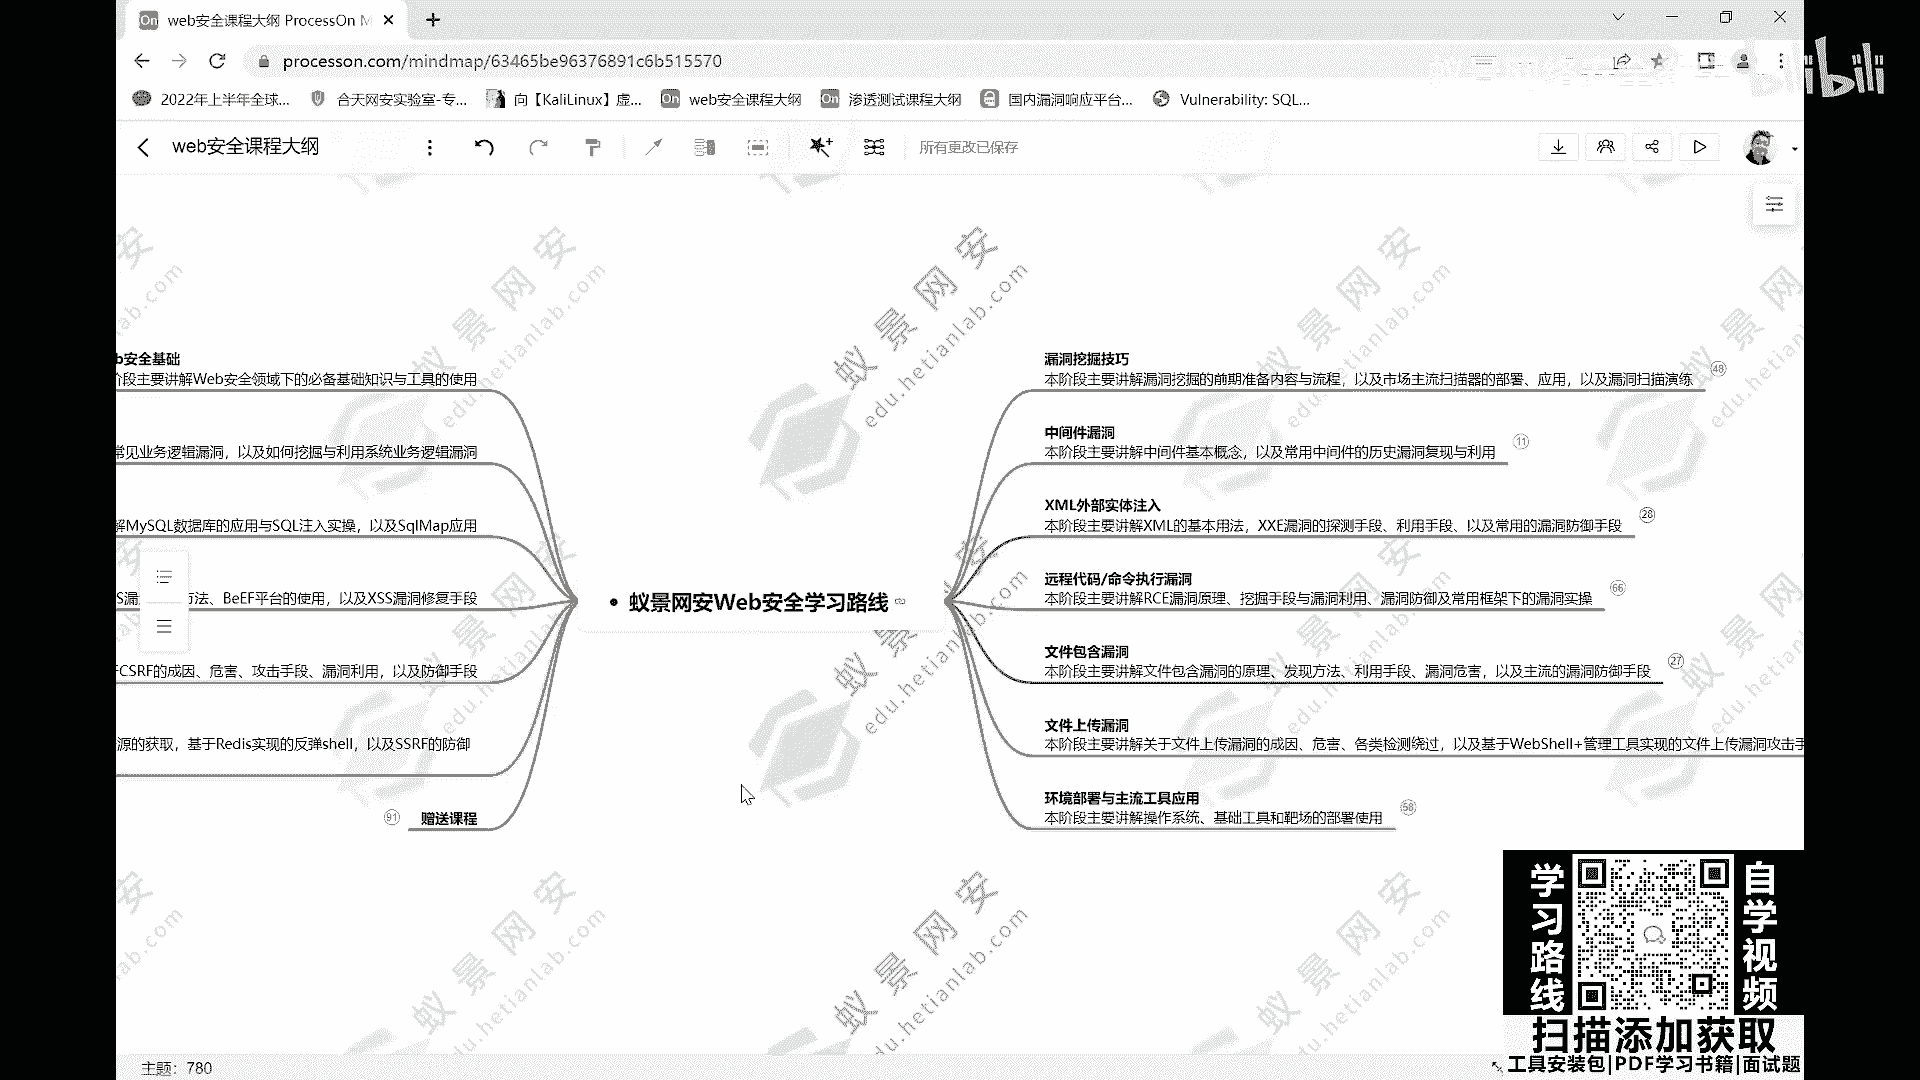 web安全课程大纲 ProcessOn M
processon.com/mindmap/63465be96376891c6b515570
bilibili
2022年上半年全球...
合天网安实验室-专...
向【KaliLinux】虚...
web安全课程大纲
渗透测试课程大纲
国内漏洞响应平台...
Vulnerability: SQL...
web安全课程大纲
所有更改已保存
b安全基础
阶段主要讲解Web安全领域下的必备基础知识与工具的使用
常见业务逻辑漏洞，以及如何挖掘与利用系统业务逻辑漏洞
解MySQL数据库的应用与SQL注入实操，以及SqlMap应用
S漏
方法、BeEF平台的使用，以及XSS漏洞修复手段
CSRF的成因、危害、攻击手段、漏洞利用，以及防御手段
源的获取，基于Redis实现的反弹shell，以及SSRF的防御
91
赠送课程
蚁景网安Web安全学习路线
漏洞挖掘技巧
本阶段主要讲解漏洞挖掘的前期准备内容与流程，以及市场主流扫描器的部署、应用，以及漏洞扫描演练
48
中间件漏洞
本阶段主要讲解中间件基本概念，以及常用中间件的历史漏洞复现与利用
11
XML外部实体注入
本阶段主要讲解XML的基本用法，XXE漏洞的探测手段、利用手段、以及常用的漏洞防御手段
28
远程代码/命令执行漏洞
本阶段主要讲解RCE漏洞原理、挖掘手段与漏洞利用、漏洞防御及常用框架下的漏洞实操
66
文件包含漏洞
本阶段主要讲解文件包含漏洞的原理、发现方法、利用手段、漏洞危害，以及主流的漏洞防御手段
27
文件上传漏洞
本阶段主要讲解关于文件上传漏洞的成因、危害、各类检测绕过，以及基于WebShell+管理工具实现的文件上传漏洞攻击手
环境部署与主流工具应用
本阶段主要讲解操作系统、基础工具和靶场的部署使用
58
蚁景网安
edu.hetianlab.com
学习路线
自学视频
扫描添加获取
工具安装包|PDF学习书籍|面试题
主题：780